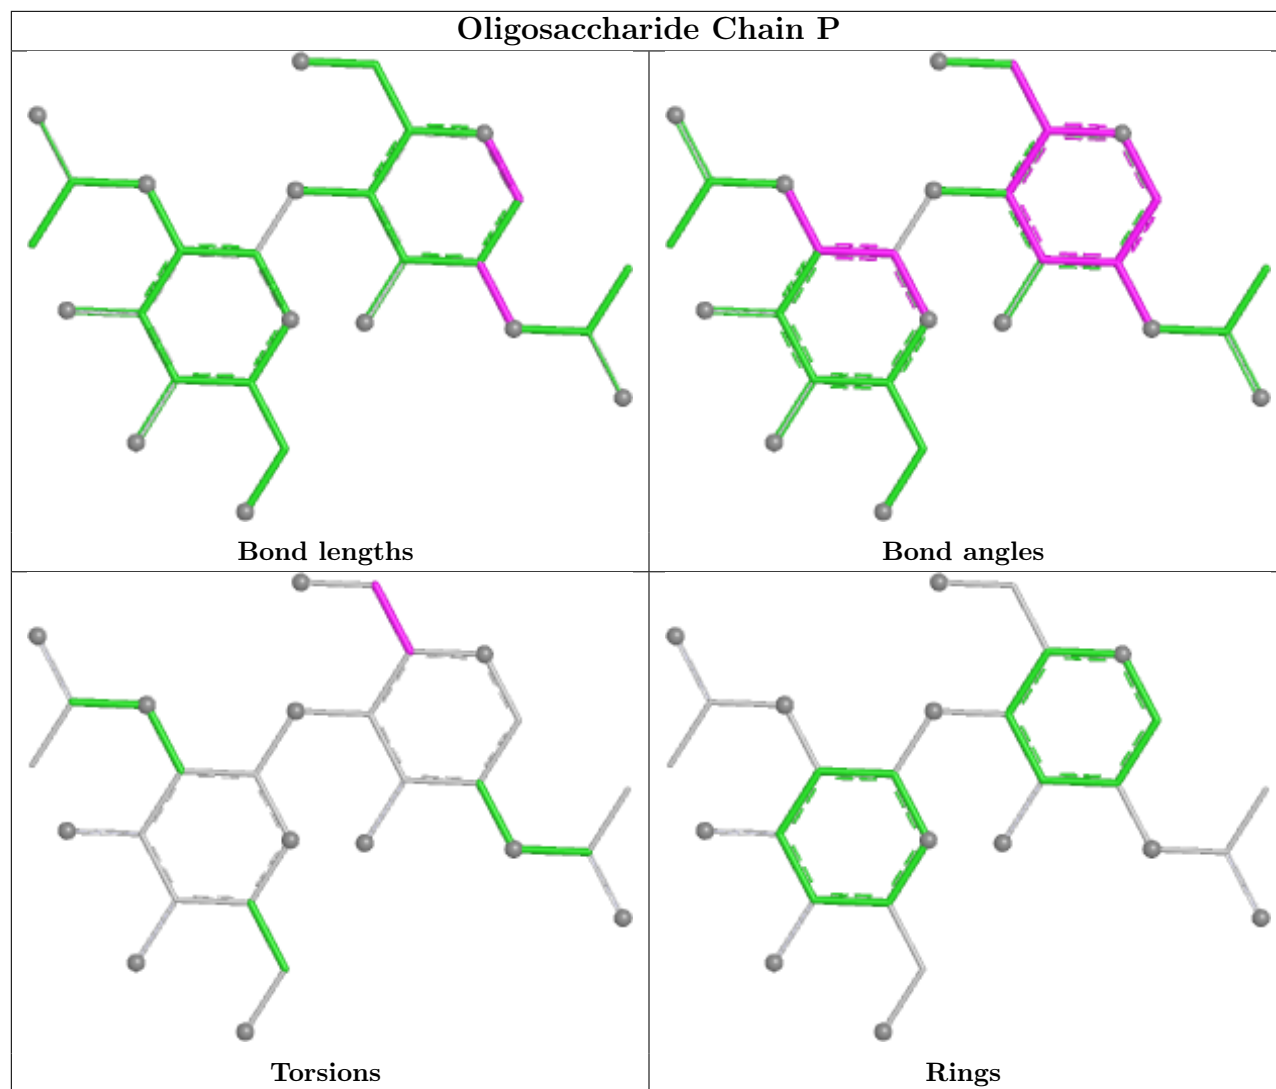 Oligosaccharide Chain P
Bond lengths
Bond angles
Torsions
Rings